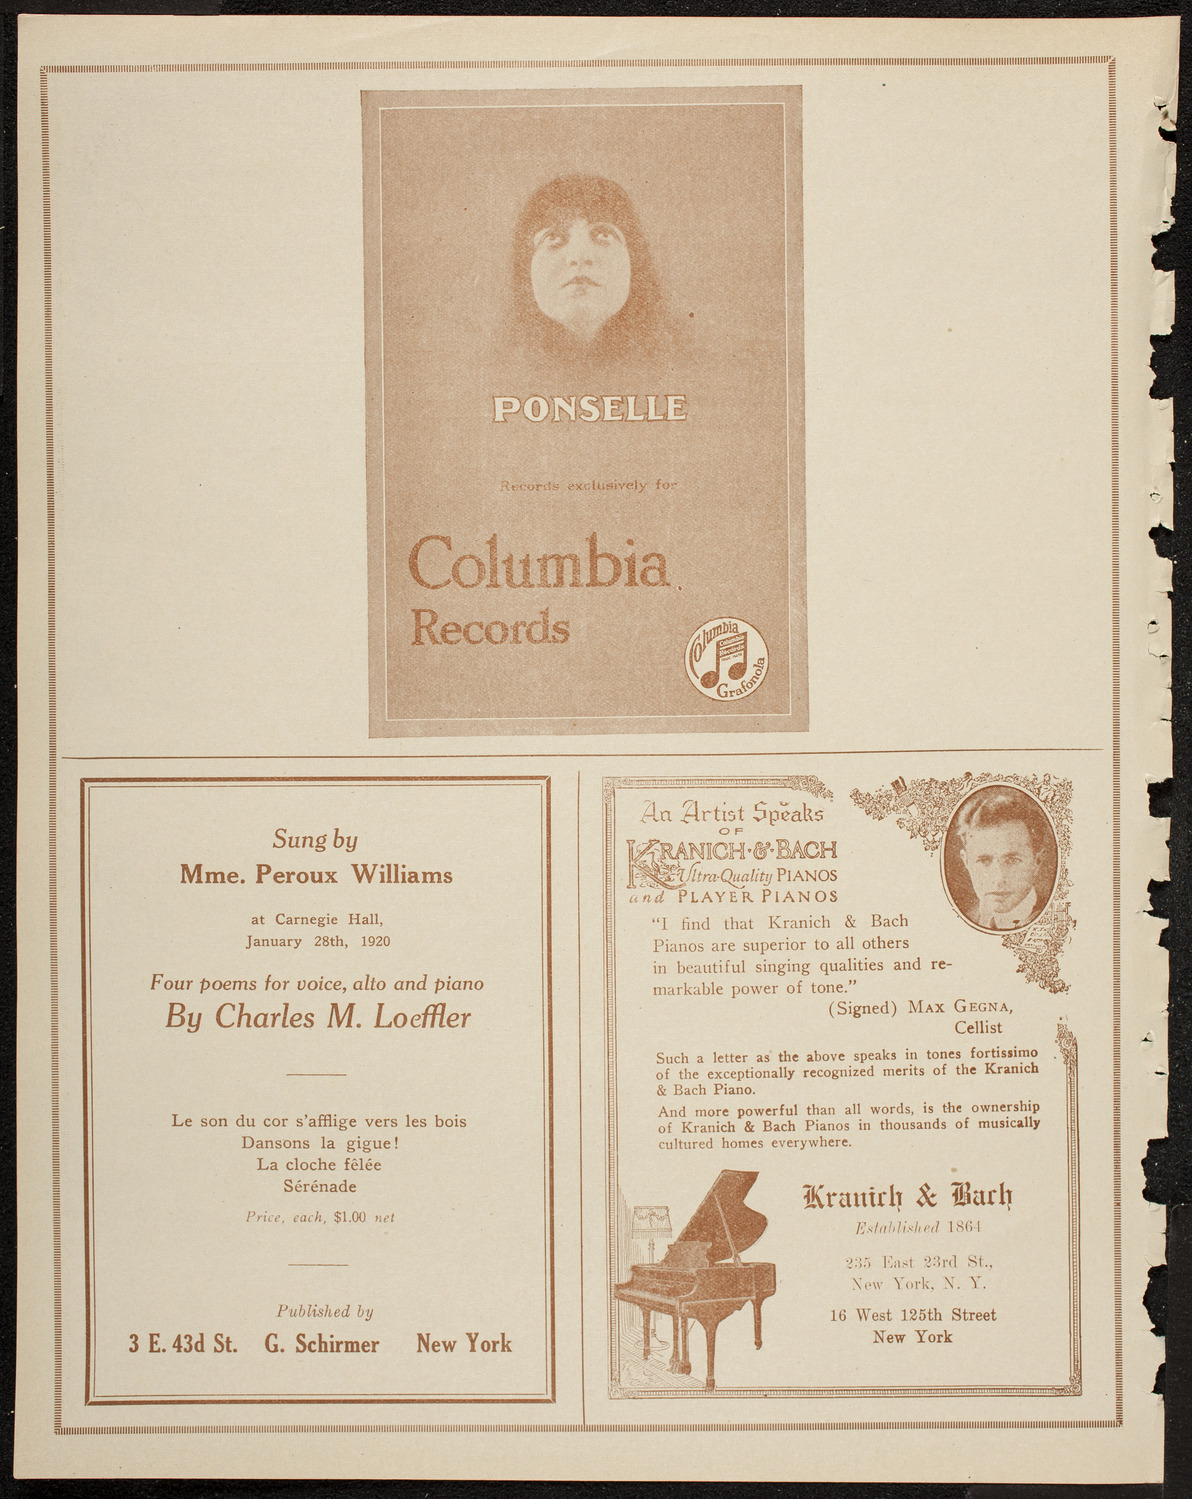 PONSELLE
Records exclusively for
Columbia
Records
Columbia
Columbia
Records
Grafonola
Sung by
Mme. Peroux Williams
at Carnegie Hall,
January 28th, 1920
Four poems for voice, alto and piano
By Charles M. Loeffler
Le son du cor s'afflige vers les bois
Dansons la gigue!
La cloche fêlée
Sérénade
Price, each, $1.00 net
Published by
3 E. 43d St. G. Schirmer New York
An Artist Speaks
OF
KRANICH·&·BACH
Ultra-Quality PIANOS
and PLAYER PIANOS
"I find that Kranich & Bach
Pianos are superior to all others
in beautiful singing qualities and re-
markable power of tone."
(Signed) MAX GEGNA,
Cellist
Such a letter as the above speaks in tones fortissimo
of the exceptionally recognized merits of the Kranich
& Bach Piano.
And more powerful than all words, is the ownership
of Kranich & Bach Pianos in thousands of musically
cultured homes everywhere.
Kranich & Bach
Established 1864
235 East 23rd St.,
New York, N. Y.
16 West 125th Street
New York